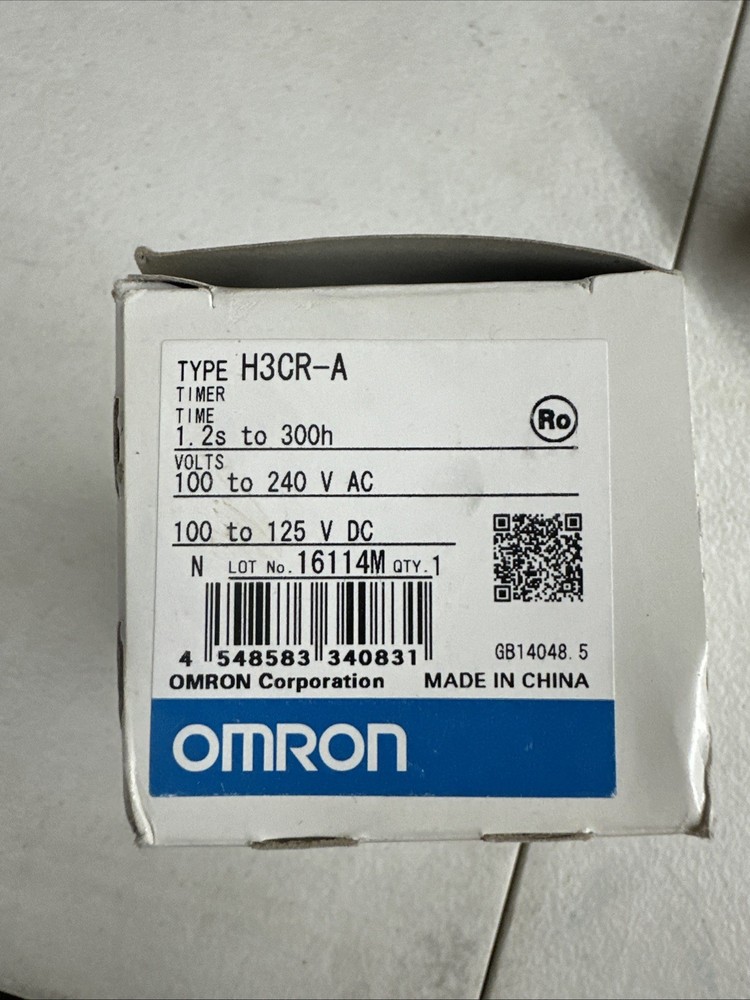 TYPE H3CR-A
TIMER
TIME
1.2s to 300h
Ro
VOLTS
100 to 240 V AC
100 to 125 V DC
N LOT No.16114M QTY.1
4 548583 340831
GB14048.5
OMRON Corporation MADE IN CHINA
OMRON